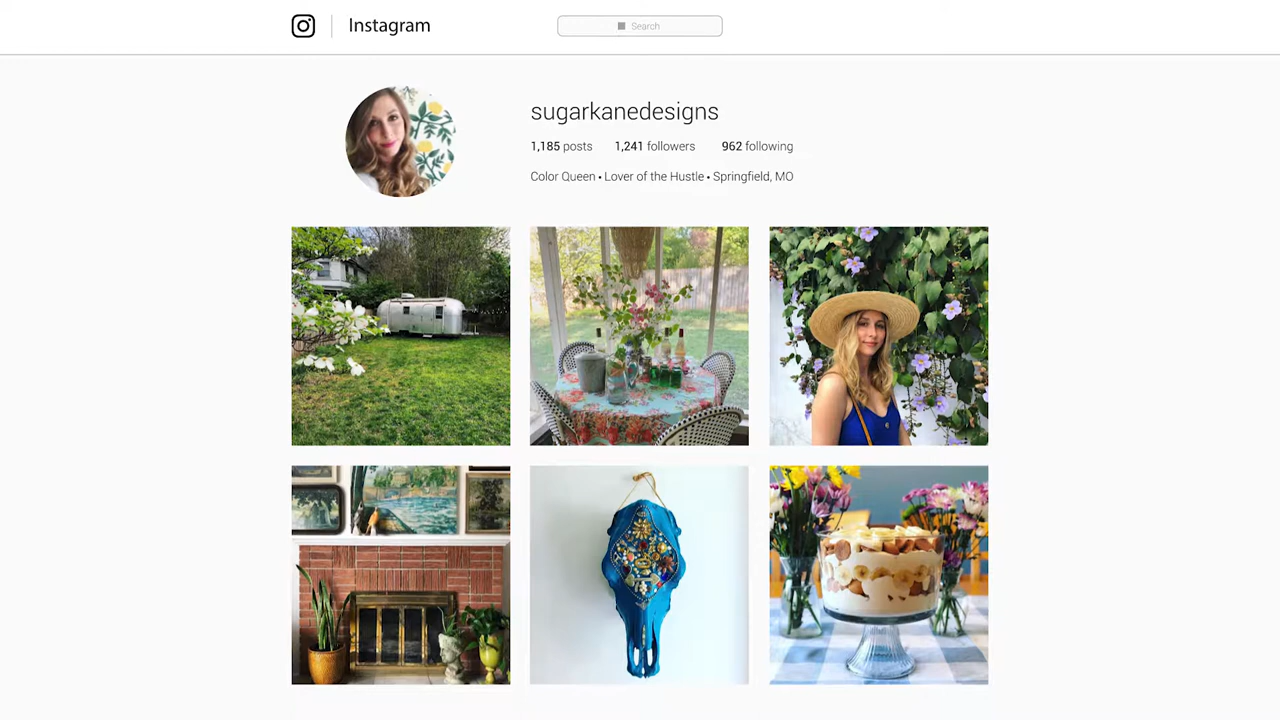 Instagram
Search
sugarkanedesigns
1,185 posts 1,241 followers 962 following
Color Queen • Lover of the Hustle • Springfield, MO